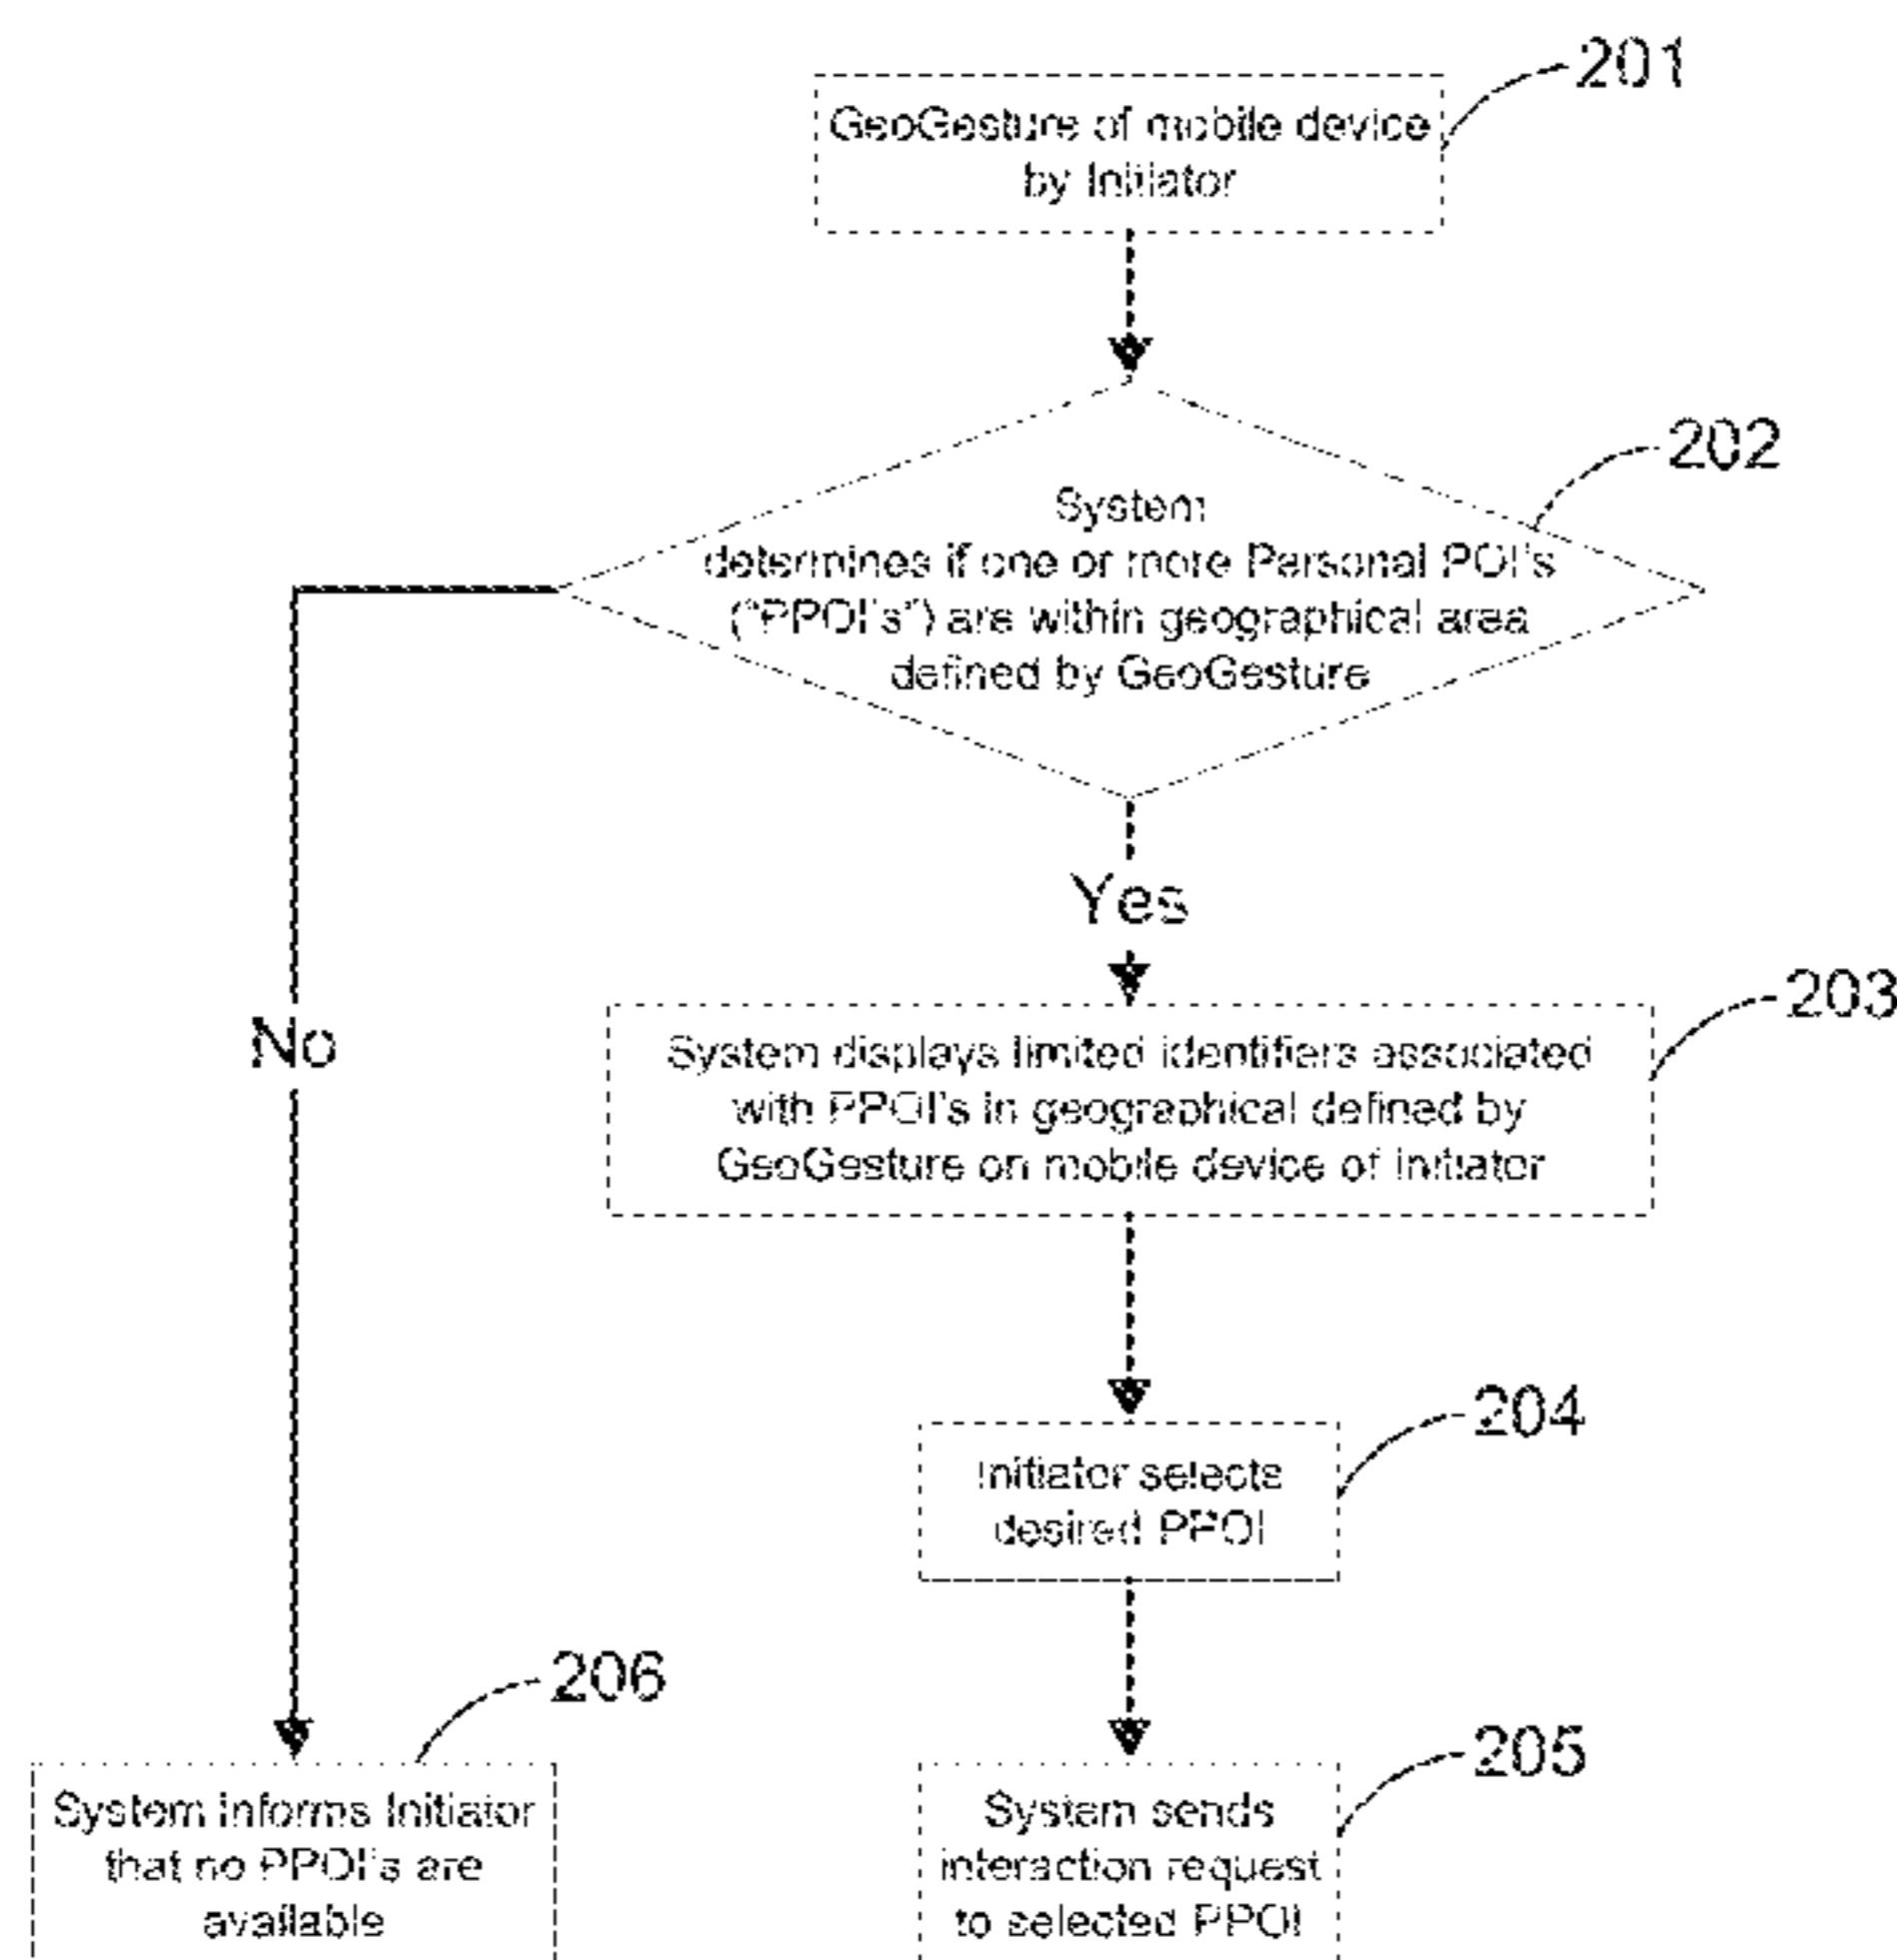 201
GeoGesture of mobile device
by Initiator
202
System
determines if one or more Personal POI's
("PPOI's") are within geographical area
defined by GeoGesture
Yes
No
203
System displays limited identifiers associated
with PPOI's in geographical defined by
GeoGesture on mobile device of Initiator
204
Initiator selects
desired PPOI
206
System informs Initiator
that no PPOI's are
available
205
System sends
interaction request
to selected PPOI